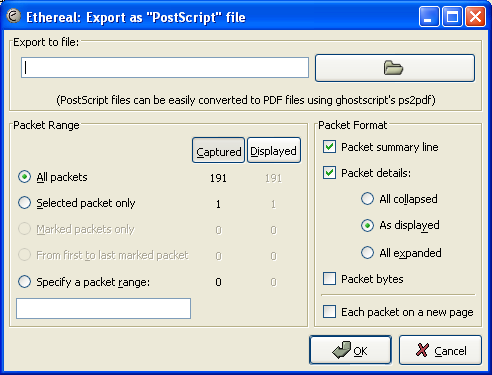 Ethereal: Export as "PostScript" file
Export to file:
(PostScript files can be easily converted to PDF files using ghostscript's ps2pdf)
Packet Range
Captured Displayed
All packets 191 191
Selected packet only 1 1
Marked packets only 0 0
From first to last marked packet 0 0
Specify a packet range: 0 0
Packet Format
Packet summary line
Packet details:
All collapsed
As displayed
All expanded
Packet bytes
Each packet on a new page
OK Cancel